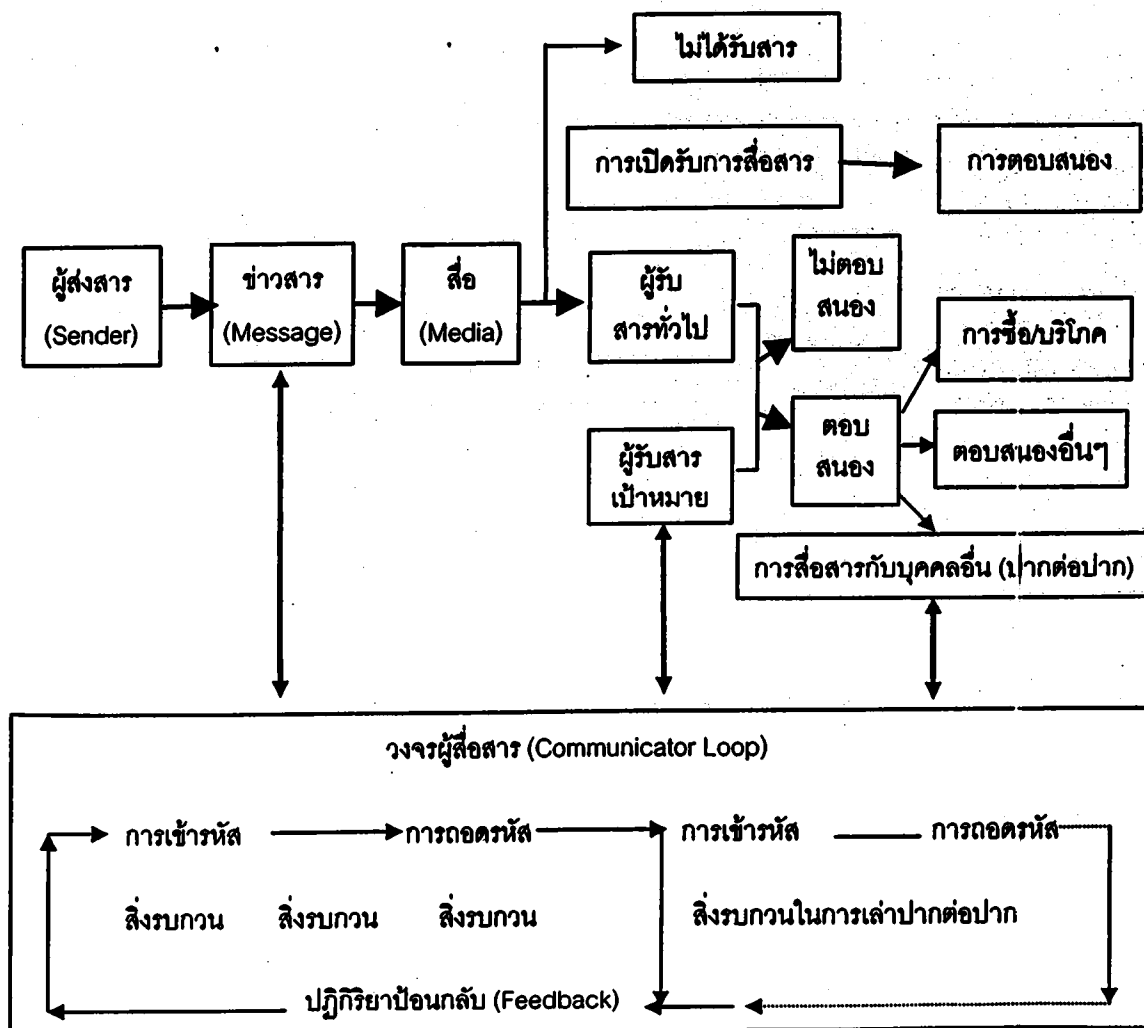 ไม่ได้รับสาร
การเปิดรับการสื่อสาร
การตอบสนอง
ผู้ส่งสาร
(Sender)
ข่าวสาร
(Message)
สื่อ
(Media)
ผู้รับ
สารทั่วไป
ไม่ตอบ
สนอง
การซื้อ/บริโภค
ผู้รับสาร
เป้าหมาย
ตอบ
สนอง
ตอบสนองอื่นๆ
การสื่อสารกับบุคคลอื่น (ปากต่อปาก)
วงจรผู้สื่อสาร (Communicator Loop)
การเข้ารหัส การถอดรหัส การเข้ารหัส การถอดรหัส
สิ่งรบกวน สิ่งรบกวน สิ่งรบกวน สิ่งรบกวนในการเล่าปากต่อปาก
ปฏิกิริยาป้อนกลับ (Feedback)